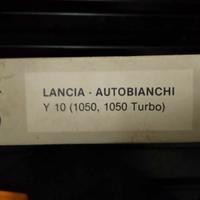 LANCIA - AUTOBIANCHI
Y 10 (1050, 1050 Turbo)